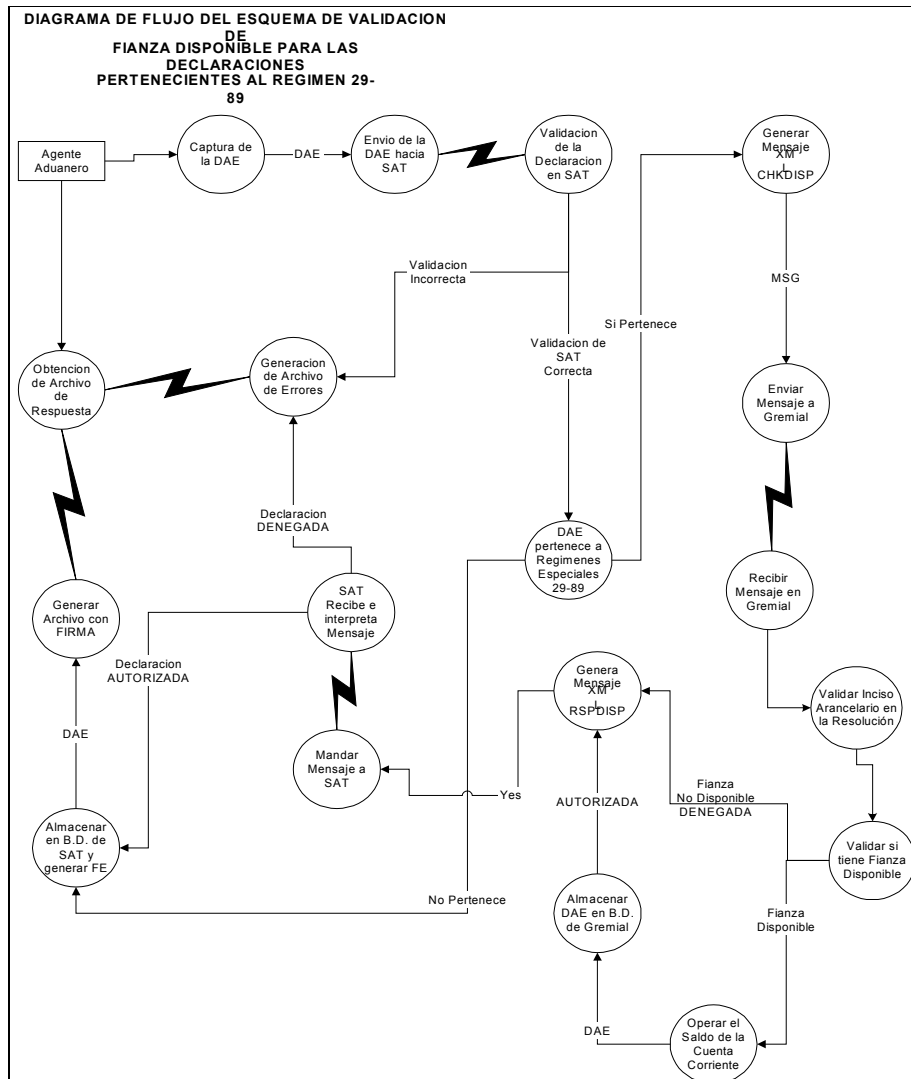 DIAGRAMA DE FLUJO DEL ESQUEMA DE VALIDACION
DE
FIANZA DISPONIBLE PARA LAS
DECLARACIONES
PERTENECIENTES AL REGIMEN 29-
89
Agente
Aduanero
Captura de
la DAE
DAE
Envio de la
DAE hacia
SAT
Validacion
de la
Declaracion
en SAT
Generar
Mensaje
XM
L
CHKDISP
Validacion
Incorrecta
MSG
Si Pertenece
Validacion de
SAT
Correcta
Obtencion
de Archivo
de
Respuesta
Generacion
de Archivo
de Errores
Enviar
Mensaje a
Gremial
Declaracion
DENEGADA
DAE
pertenece a
Regimenes
Especiales
29-89
Recibir
Mensaje en
Gremial
Generar
Archivo con
FIRMA
SAT
Recibe e
interpreta
Mensaje
Declaracion
AUTORIZADA
Genera
Mensaje
XM
L
RSPDISP
Validar Inciso
Arancelario en
la Resolución
DAE
Mandar
Mensaje a
SAT
Yes
AUTORIZADA
Fianza
No Disponible
DENEGADA
Almacenar
en B.D. de
SAT y
generar FE
Validar si
tiene Fianza
Disponible
No Pertenece
Almacenar
DAE en B.D.
de Gremial
Fianza
Disponible
DAE
Operar el
Saldo de la
Cuenta
Corriente